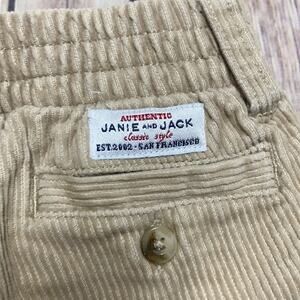 AUTHENTIC
JANIE AND JACK
classic style
EST. 2002 · SAN FRANCISCO